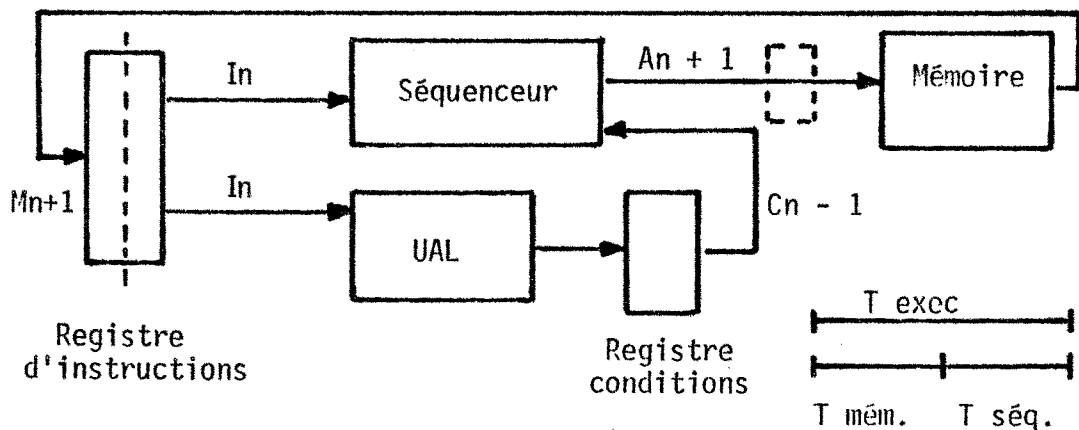 In
Séquenceur
An + 1
Mémoire
Mn+1
In
UAL
Cn - 1
Registre
d'instructions
Registre
conditions
T exec
T mém.
T séq.